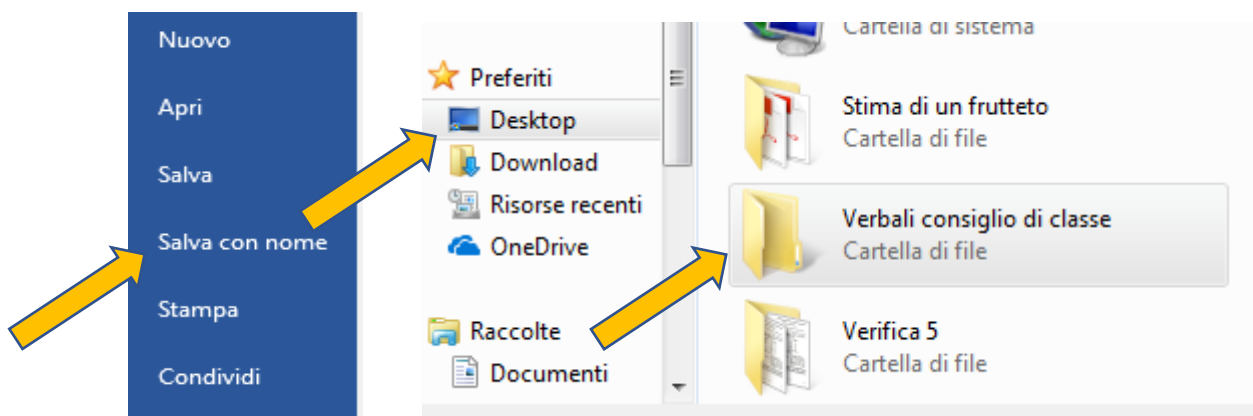 Nuovo
Apri
Salva
Salva con nome
Stampa
Condividi
Preferiti
Desktop
Download
Risorse recenti
OneDrive
Raccolte
Documenti
Cartella di sistema
Stima di un frutteto
Cartella di file
Verbali consiglio di classe
Cartella di file
Verifica 5
Cartella di file